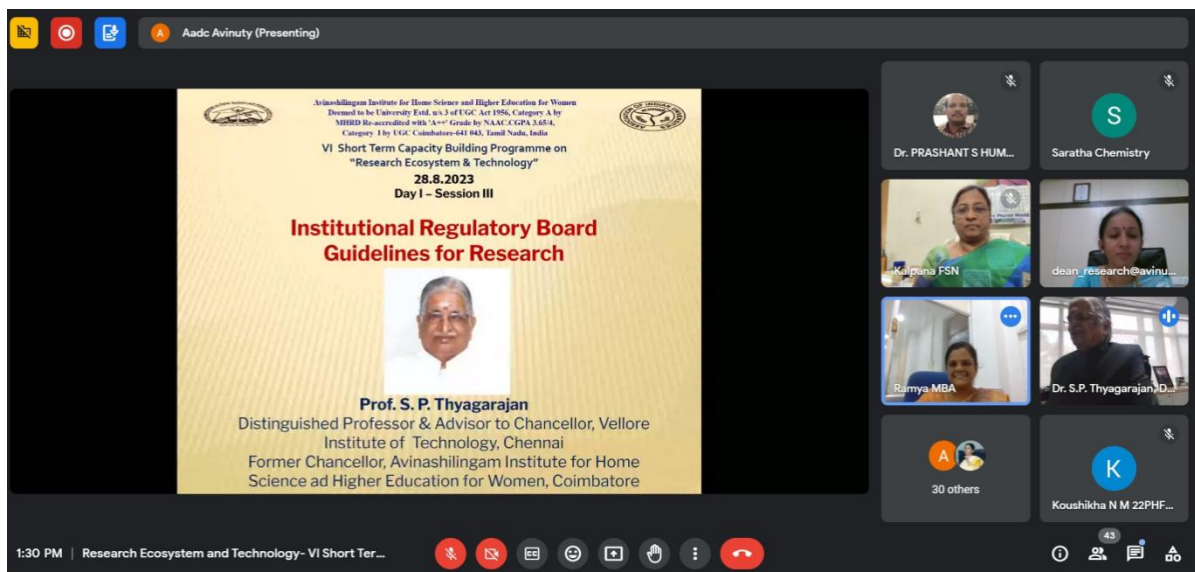 A
Aadc Avinuty (Presenting)
Avinashilingam Institute for Home Science and Higher Education for Women
Deemed to be University Estd. u/s 3 of UGC Act 1956, Category A by
MHRD Re-accredited with 'A++' Grade by NAAC.CGPA 3.65/4,
Category I by UGC Coimbatore-641 043, Tamil Nadu, India
VI Short Term Capacity Building Programme on
"Research Ecosystem & Technology"
28.8.2023
Day I – Session III
Institutional Regulatory Board
Guidelines for Research
Prof. S. P. Thyagarajan
Distinguished Professor & Advisor to Chancellor, Vellore
Institute of Technology, Chennai
Former Chancellor, Avinashilingam Institute for Home
Science ad Higher Education for Women, Coimbatore
Dr. PRASHANT S HUM...
S
Saratha Chemistry
Kalpana FSN
dean_research@avinu...
Ramya MBA
Dr. S.P. Thyagarajan, D...
A
30 others
K
Koushikha N M 22PHF...
1:30 PM | Research Ecosystem and Technology- VI Short Ter...
CC
43